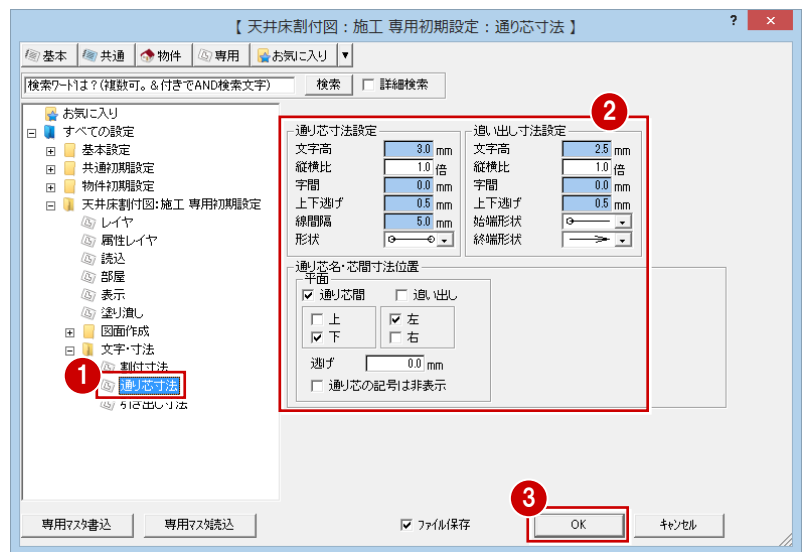 【 天井床割付図：施工 専用初期設定：通り芯寸法 】 ? ×
基本 共通 物件 専用 お気に入り ▼
検索ワードは？(複数可。&付きでAND検索文字) 検索 詳細検索
お気に入り
すべての設定
基本設定
共通初期設定
物件初期設定
天井床割付図:施工 専用初期設定
レイヤ
属性レイヤ
読込
部屋
表示
塗り潰し
図面作成
文字・寸法
割付寸法
1
通り芯寸法
引き出し寸法
2
通り芯寸法設定
文字高 3.0 mm
縦横比 1.0 倍
字間 0.0 mm
上下逃げ 0.5 mm
線間隔 5.0 mm
形状
追い出し寸法設定
文字高 2.5 mm
縦横比 1.0 倍
字間 0.0 mm
上下逃げ 0.5 mm
始端形状
終端形状
通り芯名・芯間寸法位置
平面
通り芯間 追い出し
上 左
下 右
逃げ 0.0 mm
通り芯の記号は非表示
3
専用マスタ書込 専用マスタ読込 ファイル保存 OK キャンセル